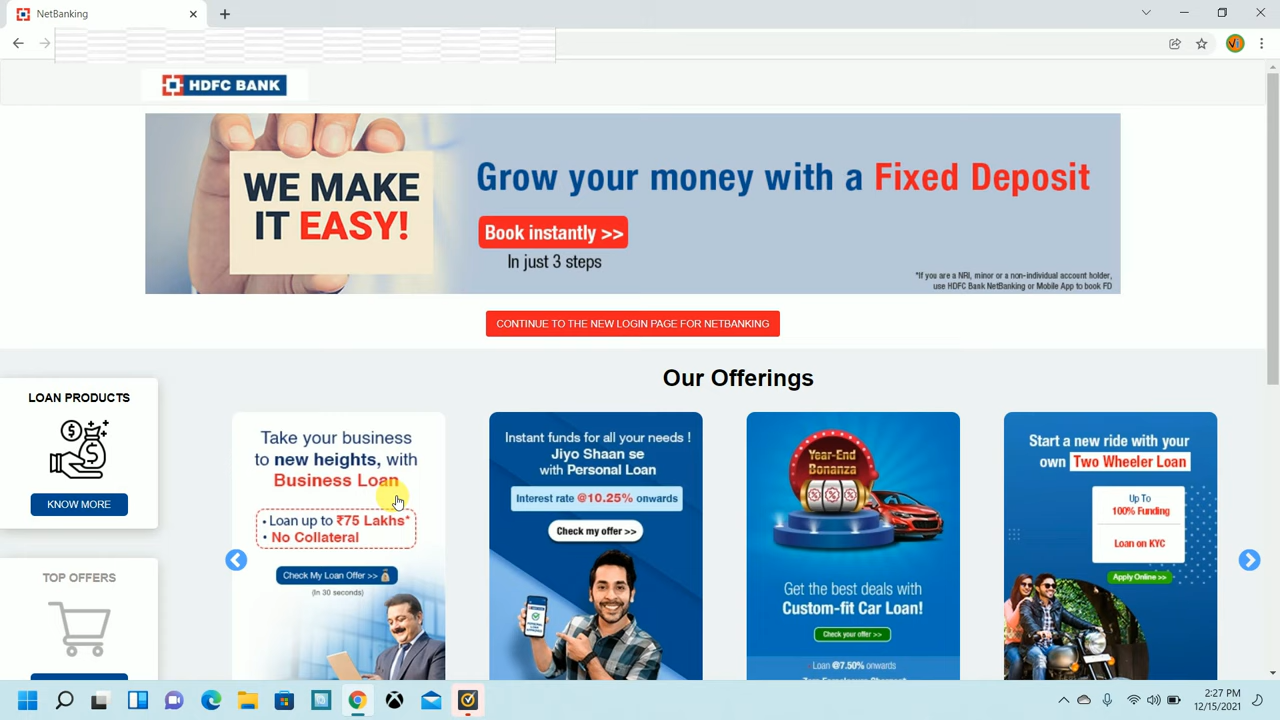 NetBanking
HDFC BANK
WE MAKE
IT EASY!
Grow your money with a Fixed Deposit
Book instantly >>
In just 3 steps
*If you are a NRI, minor or a non-individual account holder,
use HDFC Bank NetBanking or Mobile App to book FD
CONTINUE TO THE NEW LOGIN PAGE FOR NETBANKING
Our Offerings
LOAN PRODUCTS
KNOW MORE
TOP OFFERS
Take your business
to new heights, with
Business Loan
• Loan up to ₹75 Lakhs*
• No Collateral
Check My Loan Offer >>
(In 30 seconds)
Instant funds for all your needs !
Jiyo Shaan se
with Personal Loan
Interest rate @10.25% onwards
Check my offer >>
Year-End
Bonanza
Get the best deals with
Custom-fit Car Loan!
Check your offer >>
Loan @7.50% onwards
Start a new ride with your
own Two Wheeler Loan
Up To
100% Funding
Loan on KYC
Apply Online >>
2:27 PM
12/15/2021